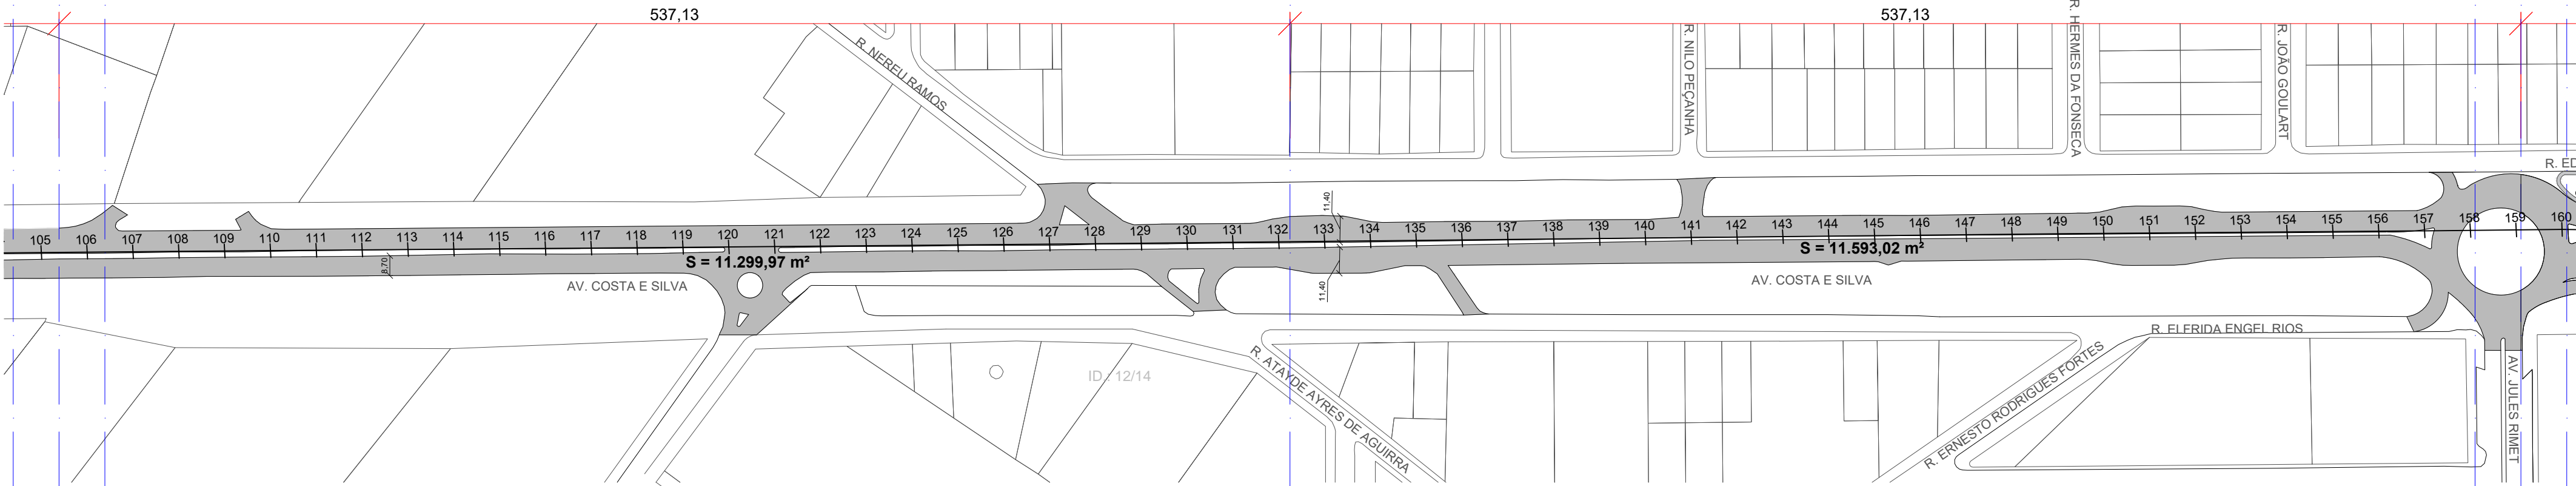 537,13
537,13
R. NEREU RAMOS
R. NILO PEÇANHA
R. HERMES DA FONSECA
R. JOÃO GOULART
R. ED
11,40
105 106 107 108 109 110 111 112 113 114 115 116 117 118 119 120 121 122 123 124 125 126 127 128 129 130 131 132 133 134 135 136 137 138 139 140 141 142 143 144 145 146 147 148 149 150 151 152 153 154 155 156 157 158 159 160
S = 11.299,97 m²
S = 11.593,02 m²
8,70
11,40
AV. COSTA E SILVA
AV. COSTA E SILVA
R. ELFRIDA ENGEL RIOS
R. ATAYDE AYRES DE AGUIRRA
R. ERNESTO RODRIGUES FORTES
AV. JULES RIMET
ID.: 12/14